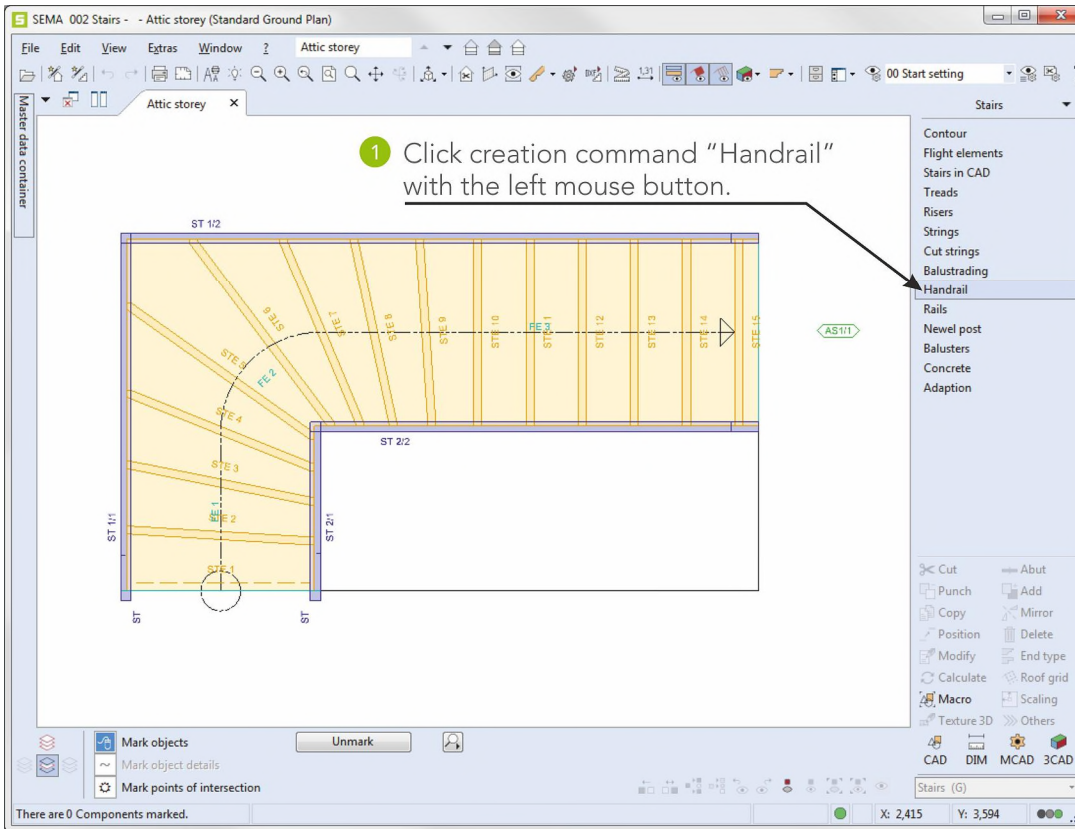 SEMA 002 Stairs - - Attic storey (Standard Ground Plan)
File Edit View Extras Window ? Attic storey
00 Start setting
Attic storey
Stairs
Master data container
1 Click creation command “Handrail”
with the left mouse button.
Contour
Flight elements
Stairs in CAD
Treads
Risers
Strings
Cut strings
Balustrading
Handrail
Rails
Newel post
Balusters
Concrete
Adaption
ST 1/2
STE 6
STE 7
STE 8
STE 9
STE 10
STE 11
STE 12
STE 13
STE 14
STE 15
FE 3
AS1/1
STE 5
FE 2
STE 4
ST 2/2
STE 3
FE 1
STE 2
ST 1/1
ST 2/1
STE 1
ST
ST
Cut Abut
Punch Add
Copy Mirror
Position Delete
Modify End type
Calculate Roof grid
Macro Scaling
Texture 3D Others
CAD DIM MCAD 3CAD
Mark objects Unmark
Mark object details
Mark points of intersection
Stairs (G)
There are 0 Components marked. X: 2,415 Y: 3,594